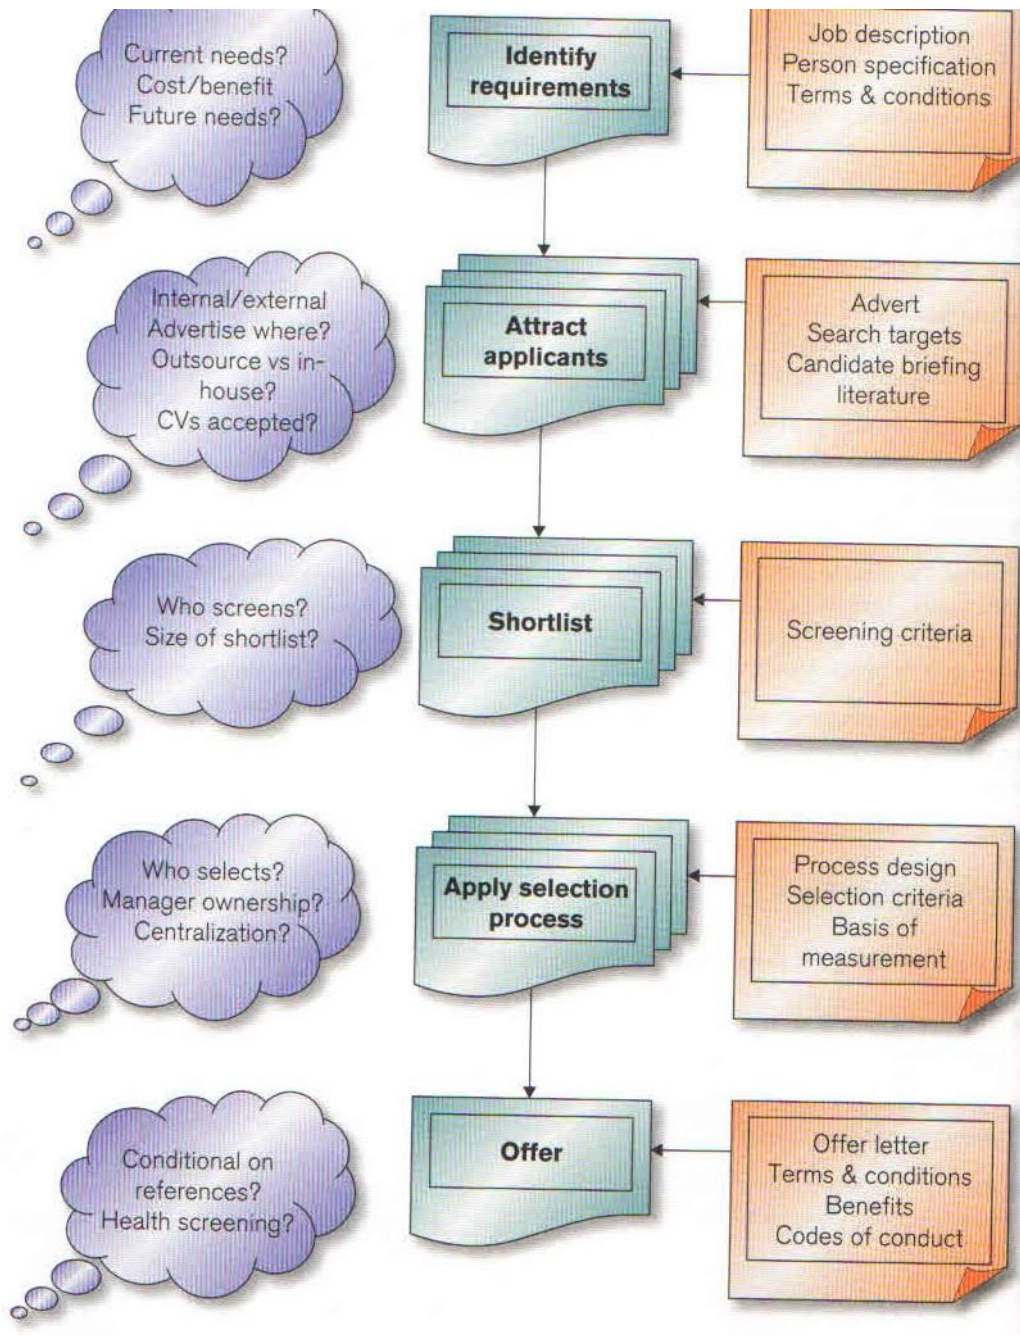 Current needs?
Cost/benefit
Future needs?
Identify
requirements
Job description
Person specification
Terms & conditions
Internal/external
Advertise where?
Outsource vs in-
house?
CVs accepted?
Attract
applicants
Advert
Search targets
Candidate briefing
literature
Who screens?
Size of shortlist?
Shortlist
Screening criteria
Who selects?
Manager ownership?
Centralization?
Apply selection
process
Process design
Selection criteria
Basis of
measurement
Conditional on
references?
Health screening?
Offer
Offer letter
Terms & conditions
Benefits
Codes of conduct